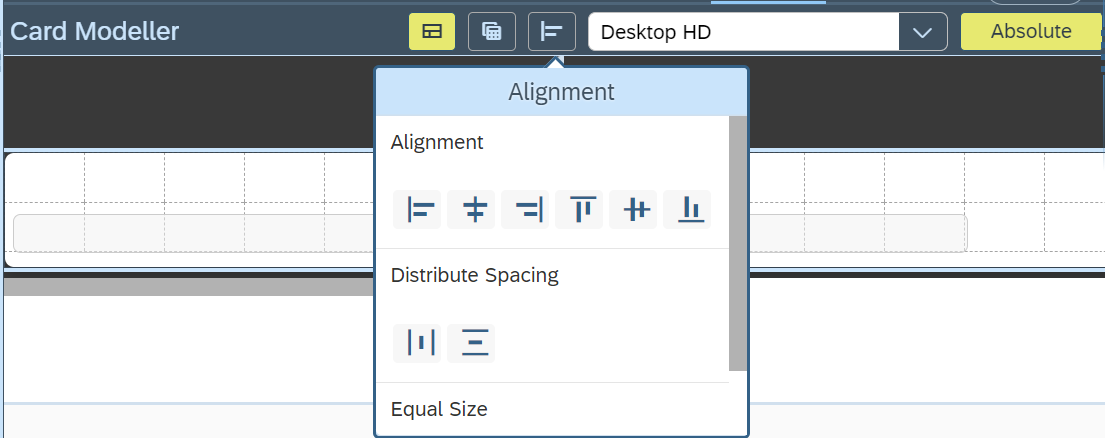 Card Modeller
Desktop HD
Absolute
Alignment
Alignment
Distribute Spacing
Equal Size